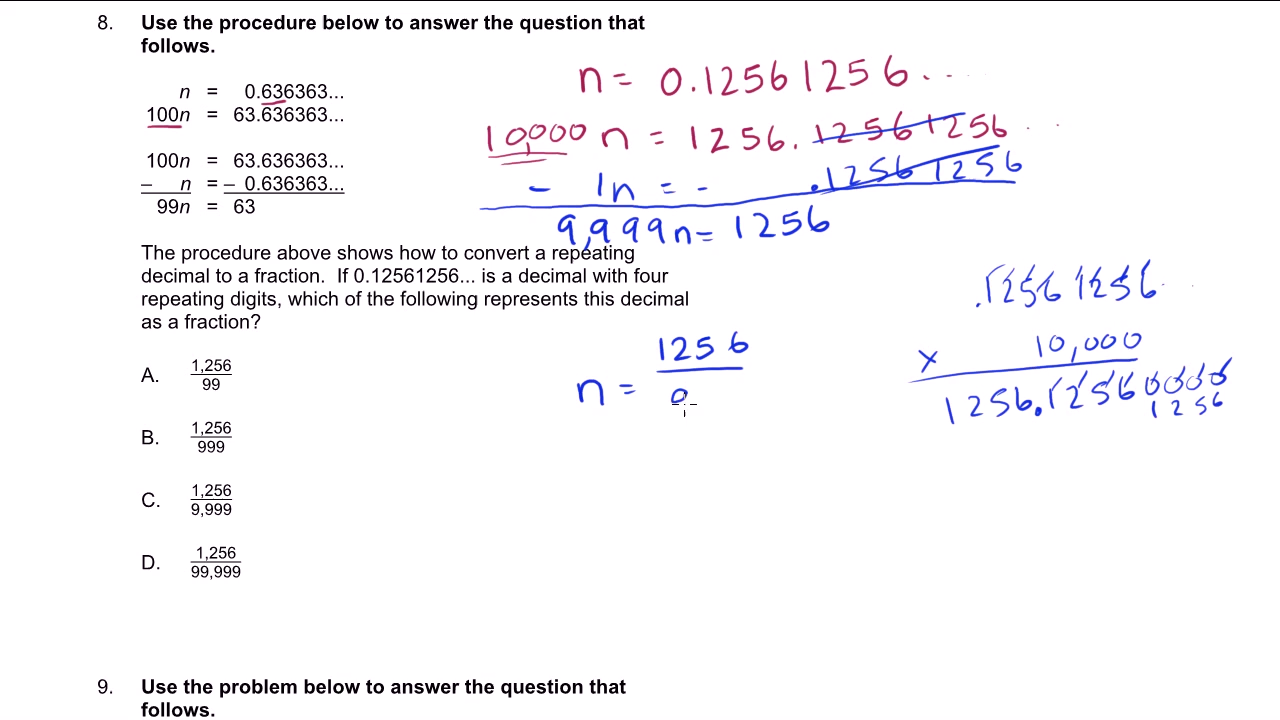 8. Use the procedure below to answer the question that
follows.
n = 0.636363...
100n = 63.636363...
100n = 63.636363...
– n = – 0.636363...
99n = 63
The procedure above shows how to convert a repeating
decimal to a fraction. If 0.12561256... is a decimal with four
repeating digits, which of the following represents this decimal
as a fraction?
A. 1,256
99
B. 1,256
999
C. 1,256
9,999
D. 1,256
99,999
n = 0.12561256...
10,000 n = 1256.12561256...
- 1n = - .12561256
9,999n = 1256
n = 1256
9
.12561256..
x 10,000
1256.12560000
1256
9. Use the problem below to answer the question that
follows.